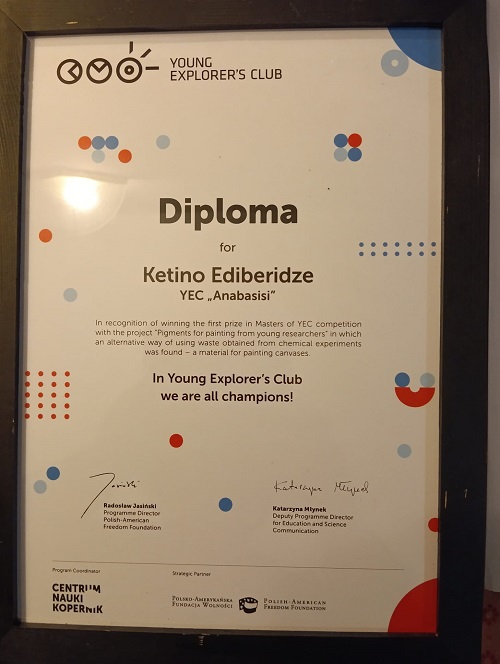 YOUNG
EXPLORER'S CLUB
Diploma
for
Ketino Ediberidze
YEC „Anabasisi”
In recognition of winning the first prize in Masters of YEC competition
with the project "Pigments for painting from young researchers" in which
an alternative way of using waste obtained from chemical experiments
was found – a material for painting canvases.
In Young Explorer's Club
we are all champions!
Jasiński
Katarzyna Młynek
Radosław Jasiński
Programme Director
Polish-American
Freedom Foundation
Katarzyna Młynek
Deputy Programme Director
for Education and Science
Communication
Program Coordinator
CENTRUM
NAUKI
KOPERNIK
Strategic Partner
POLSKO-AMERYKAŃSKA
FUNDACJA WOLNOŚCI
POLISH-AMERICAN
FREEDOM FOUNDATION